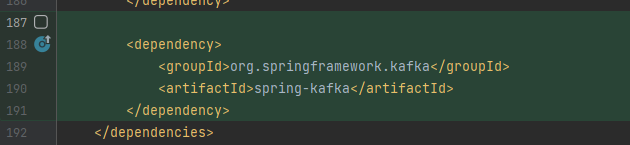 186 </dependency>
187
188 <dependency>
189 <groupId>org.springframework.kafka</groupId>
190 <artifactId>spring-kafka</artifactId>
191 </dependency>
192 </dependencies>